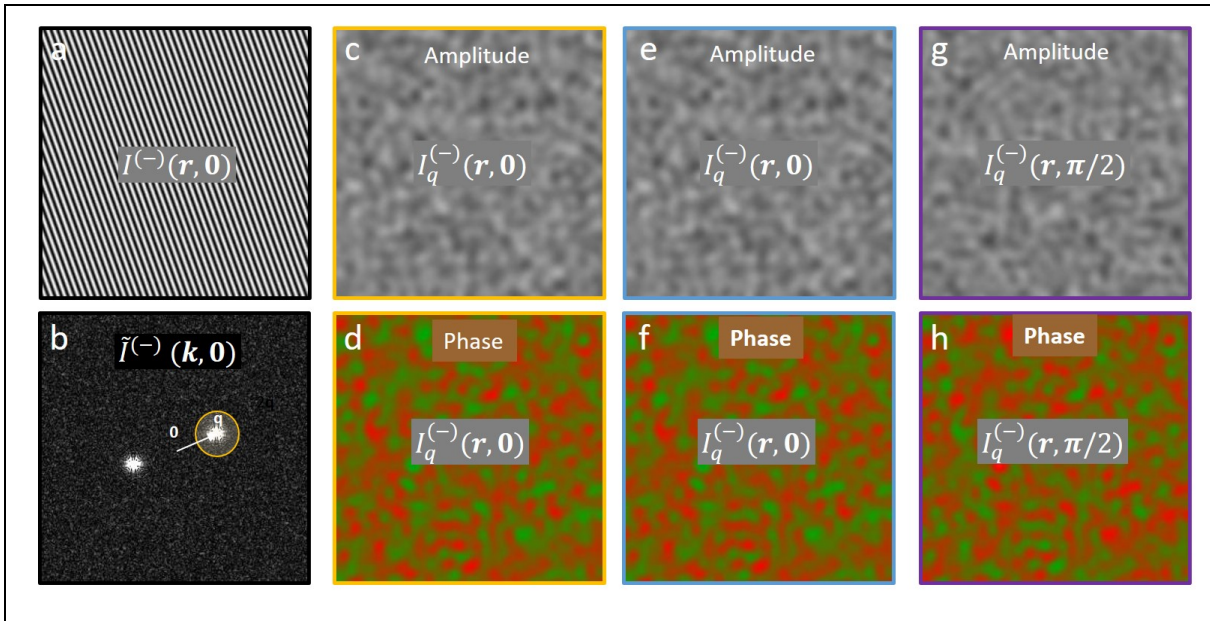 a
I^{(−)}(r, 0)
c
Amplitude
I_q^{(−)}(r, 0)
e
Amplitude
I_q^{(−)}(r, 0)
g
Amplitude
I_q^{(−)}(r, π/2)
b
Ĩ^{(−)} (k, 0)
q
0
d
Phase
I_q^{(−)}(r, 0)
f
Phase
I_q^{(−)}(r, 0)
h
Phase
I_q^{(−)}(r, π/2)